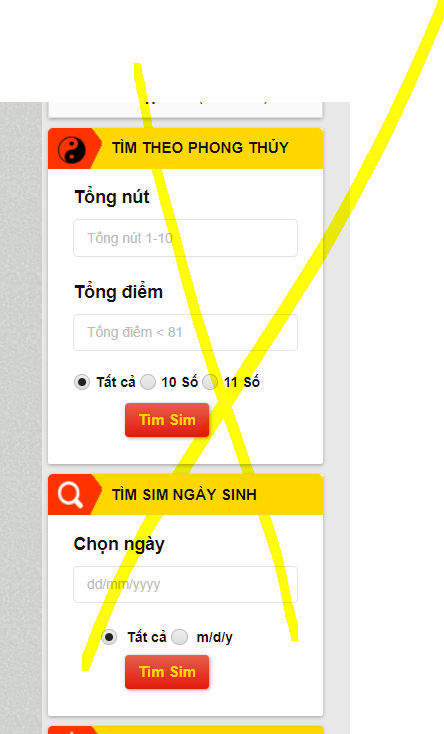 TÌM THEO PHONG THỦY
Tổng nút
Tổng nút 1-10
Tổng điểm
Tổng điểm < 81
Tất cả 10 Số 11 Số
Tìm Sim
TÌM SIM NGÀY SINH
Chọn ngày
dd/mm/yyyy
Tất cả m/d/y
Tìm Sim